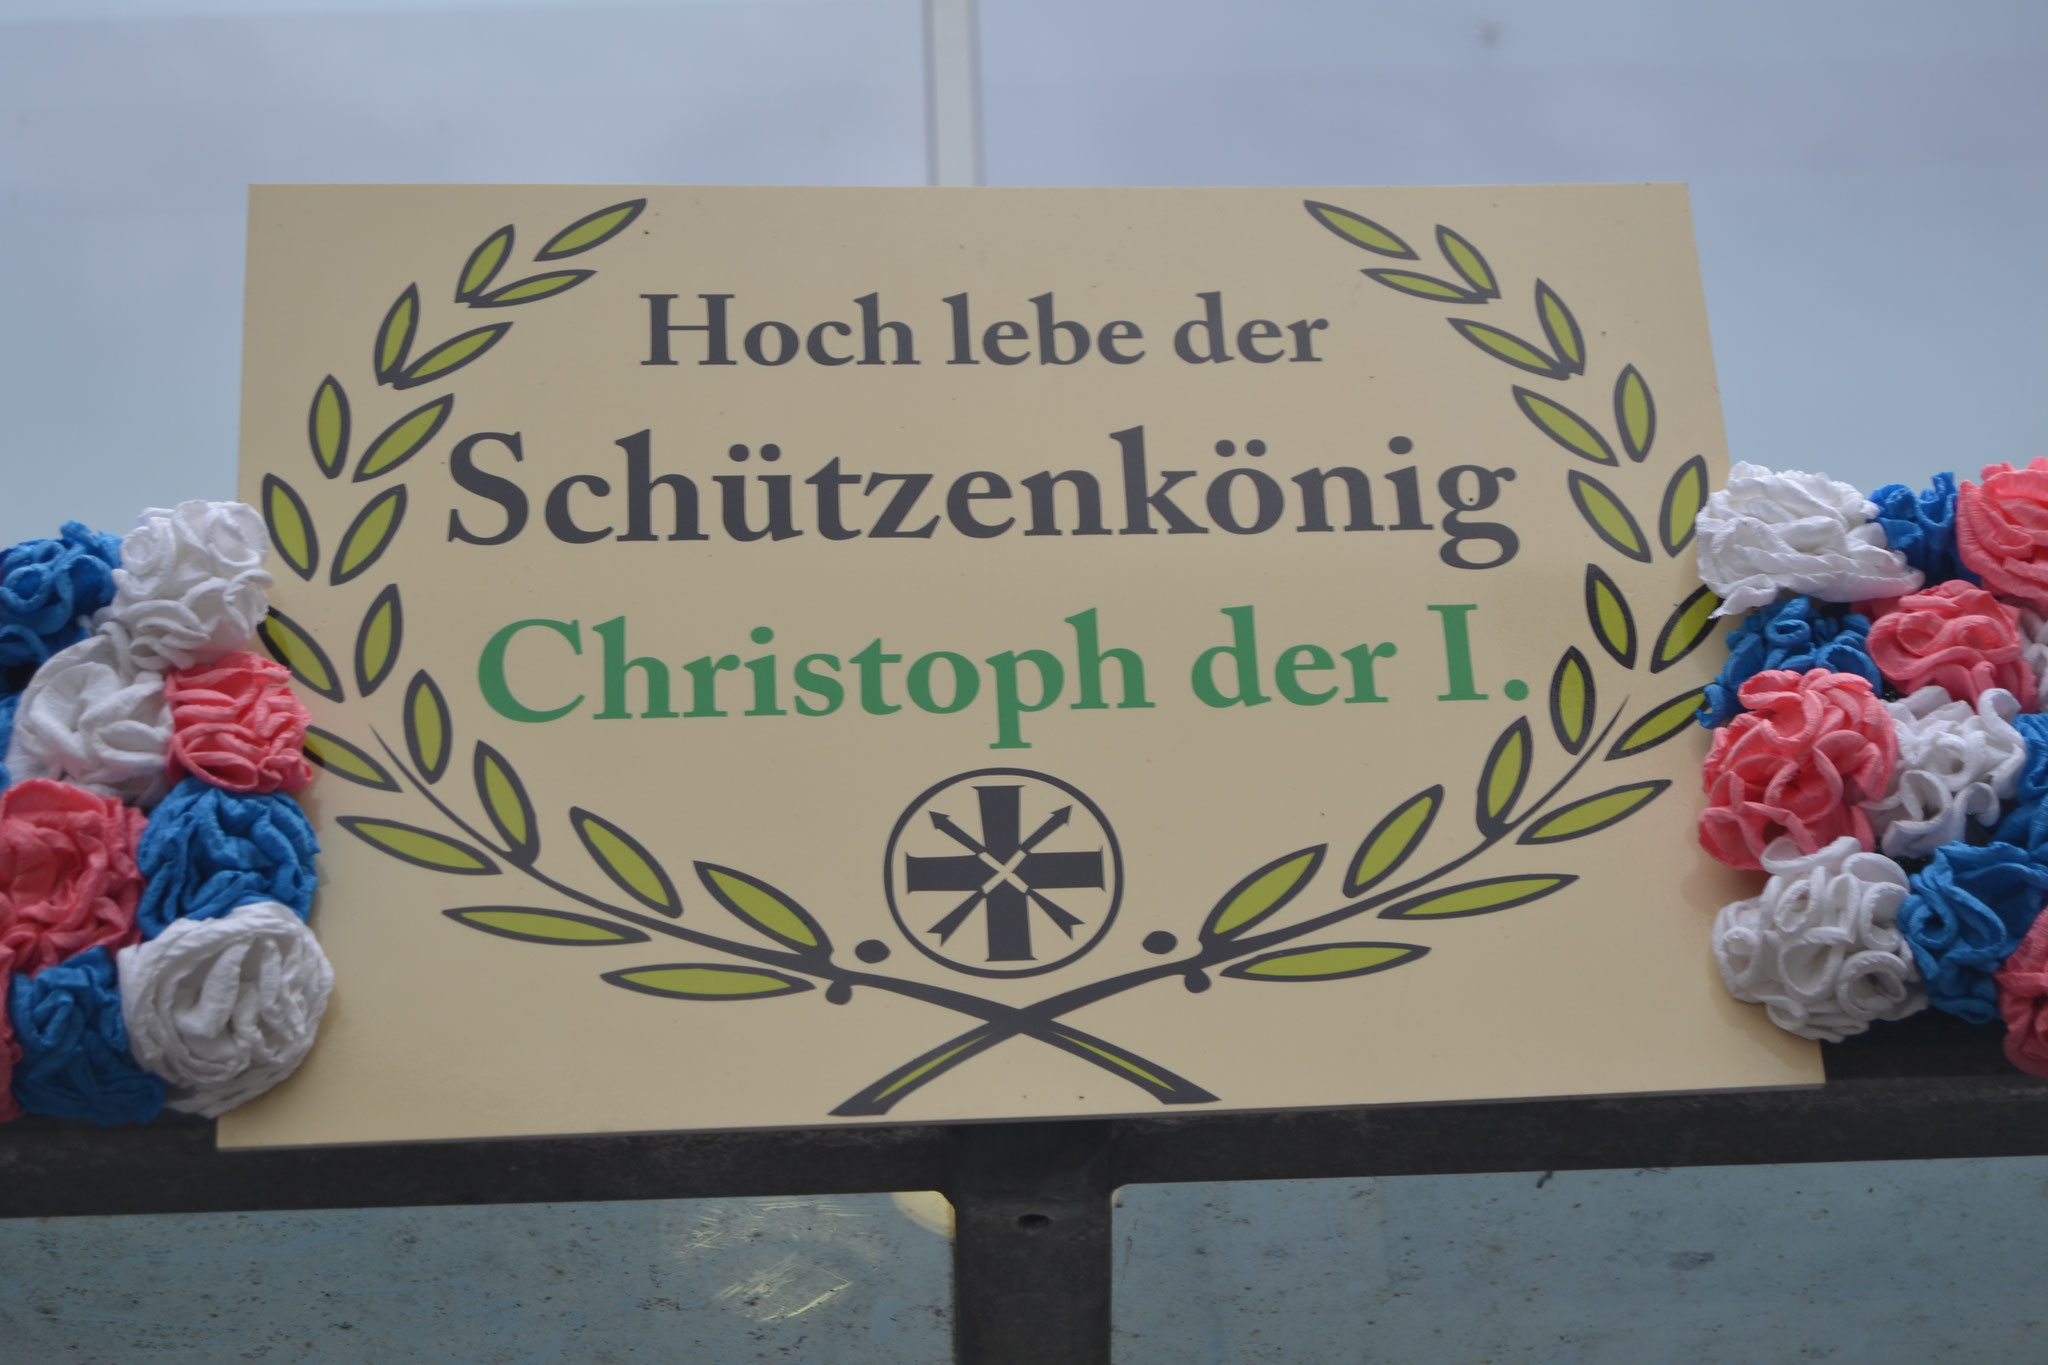 Hoch lebe der
Schützenkönig
Christoph der I.